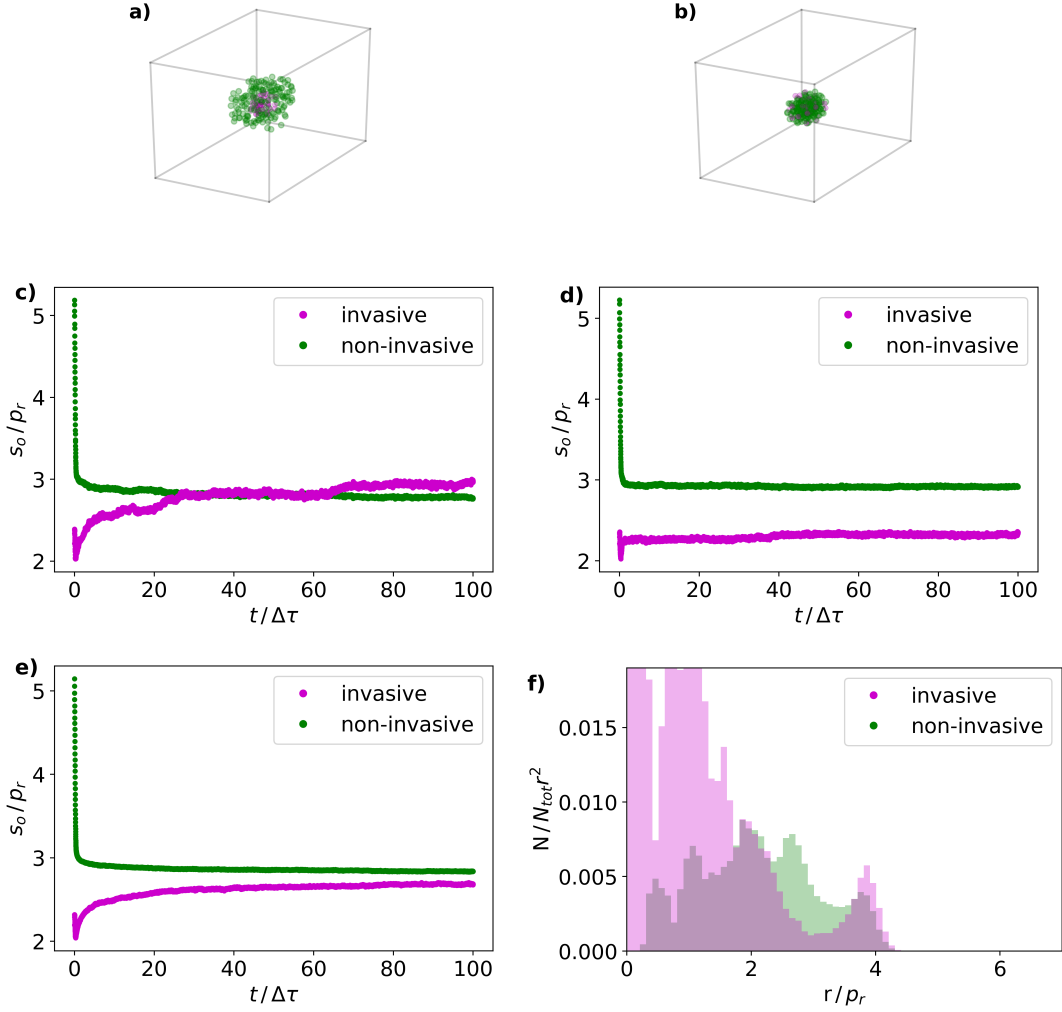 a)
b)
c)
5
4
3
2
s_o / p_r
invasive
non-invasive
0
20
40
60
80
100
t / Δτ
d)
5
4
3
2
s_o / p_r
invasive
non-invasive
0
20
40
60
80
100
t / Δτ
e)
5
4
3
2
s_o / p_r
invasive
non-invasive
0
20
40
60
80
100
t / Δτ
f)
0.015
0.010
0.005
0.000
N / N_{tot}r^2
invasive
non-invasive
0
2
4
6
r / p_r